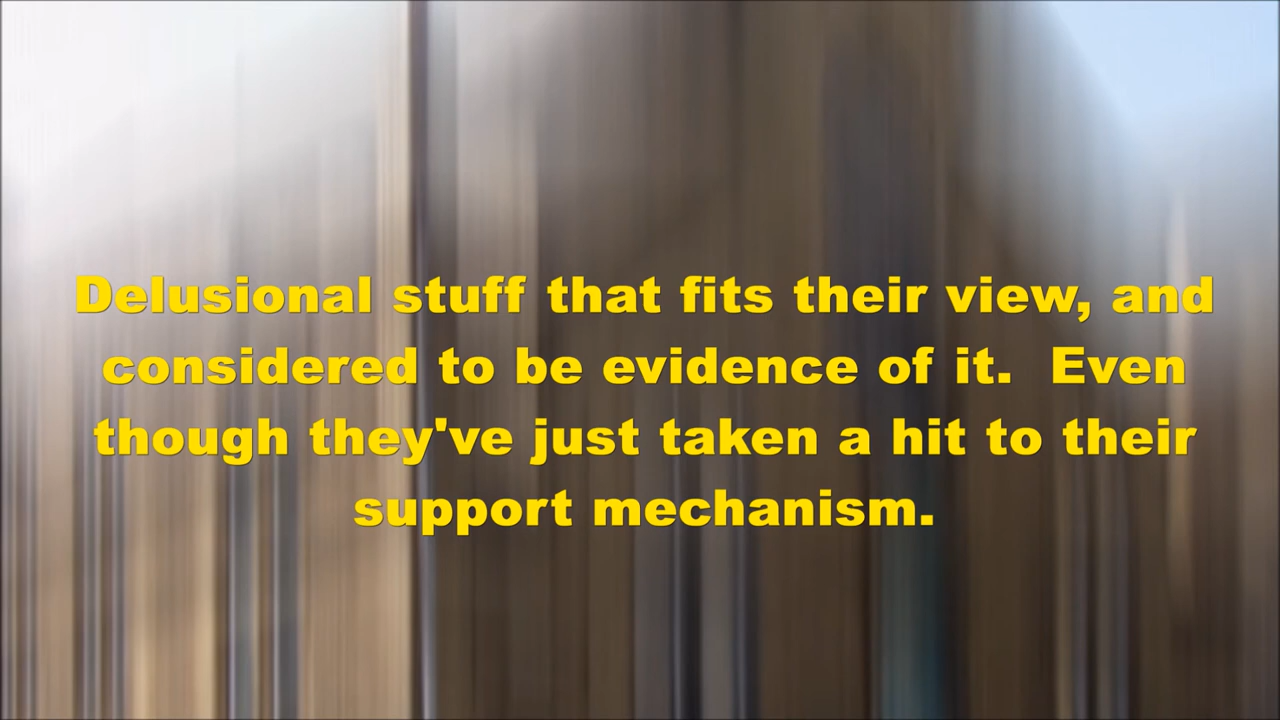 Delusional stuff that fits their view, and
considered to be evidence of it.  Even
though they've just taken a hit to their
support mechanism.